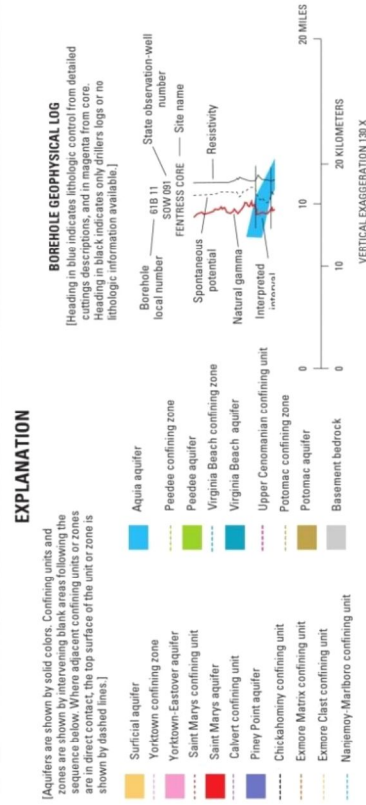 EXPLANATION
[Aquifers are shown by solid colors. Confining units and
zones are shown by intervening blank areas following the
sequence below. Where adjacent confining units or zones
are in direct contact, the top surface of the unit or zone is
shown by dashed lines.]
Surficial aquifer
Yorktown confining zone
Yorktown-Eastover aquifer
Saint Marys confining unit
Saint Marys aquifer
Calvert confining unit
Piney Point aquifer
Chickahominy confining unit
Exmore Matrix confining unit
Exmore Clast confining unit
Nanjemoy-Marlboro confining unit
Aquia aquifer
Peedee confining zone
Peedee aquifer
Virginia Beach confining zone
Virginia Beach aquifer
Upper Cenomanian confining unit
Potomac confining zone
Potomac aquifer
Basement bedrock
BOREHOLE GEOPHYSICAL LOG
[Heading in blue indicates lithologic control from detailed
cuttings descriptions, and in magenta from core.
Heading in black indicates only drillers logs or no
lithologic information available.]
Borehole
local number
61B 11
SOW 091
FENTRESS CORE
State observation-well
number
Site name
Spontaneous
potential
Resistivity
Natural gamma
Interpreted
interval
0 10 20 MILES
0 10 20 KILOMETERS
VERTICAL EXAGGERATION 130 X